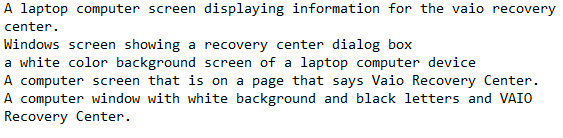 A laptop computer screen displaying information for the vaio recovery
center.
Windows screen showing a recovery center dialog box
a white color background screen of a laptop computer device
A computer screen that is on a page that says Vaio Recovery Center.
A computer window with white background and black letters and VAIO
Recovery Center.